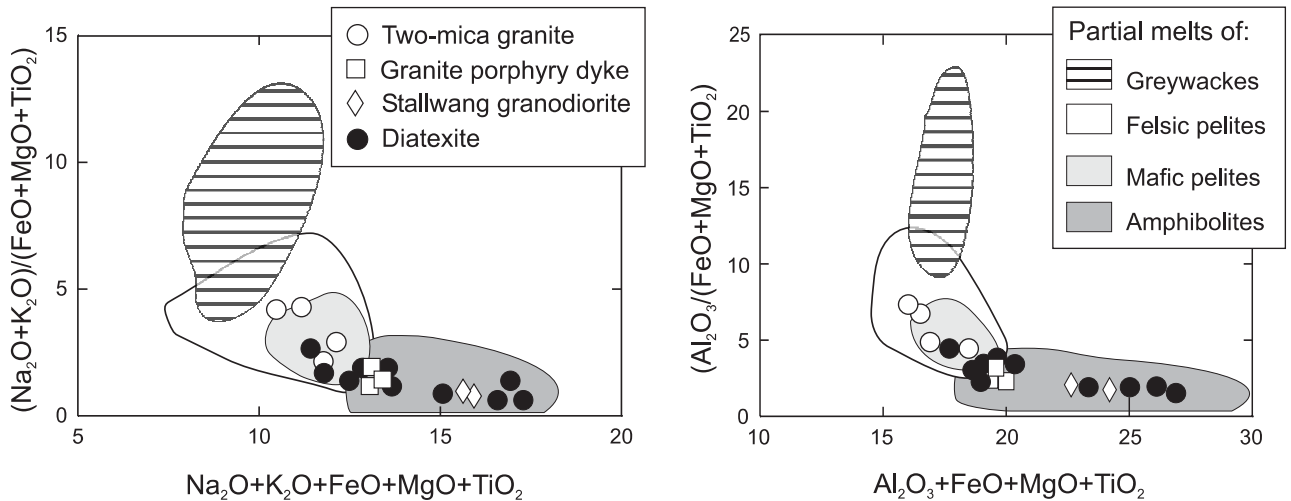 (Na₂O+K₂O)/(FeO+MgO+TiO₂)
15
10
5
0
5
10
15
20
Na₂O+K₂O+FeO+MgO+TiO₂
Two-mica granite
Granite porphyry dyke
Stallwang granodiorite
Diatexite
(Al₂O₃/(FeO+MgO+TiO₂)
25
20
15
10
5
0
10
15
20
25
30
Al₂O₃+FeO+MgO+TiO₂
Partial melts of:
Greywackes
Felsic pelites
Mafic pelites
Amphibolites